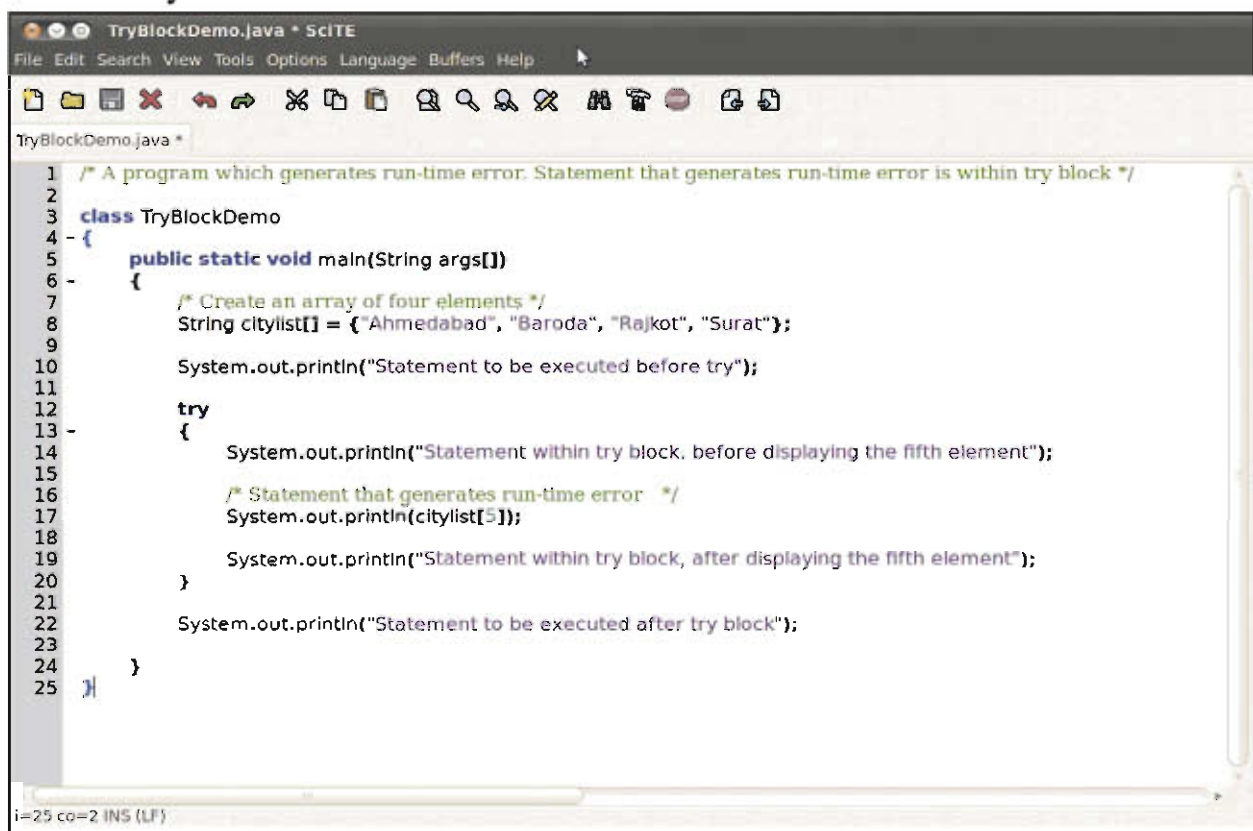 TryBlockDemo.java * SciTE
File Edit Search View Tools Options Language Buffers Help
TryBlockDemo.java *
1 /* A program which generates run-time error. Statement that generates run-time error is within try block */
2
3 class TryBlockDemo
4 - {
5 public static void main(String args[])
6 - {
7 /* Create an array of four elements */
8 String citylist[] = {"Ahmedabad", "Baroda", "Rajkot", "Surat"};
9
10 System.out.println("Statement to be executed before try");
11
12 try
13 - {
14 System.out.println("Statement within try block, before displaying the fifth element");
15
16 /* Statement that generates run-time error */
17 System.out.println(citylist[5]);
18
19 System.out.println("Statement within try block, after displaying the fifth element");
20 }
21
22 System.out.println("Statement to be executed after try block");
23
24 }
25 }
i=25 co=2 INS (LF)